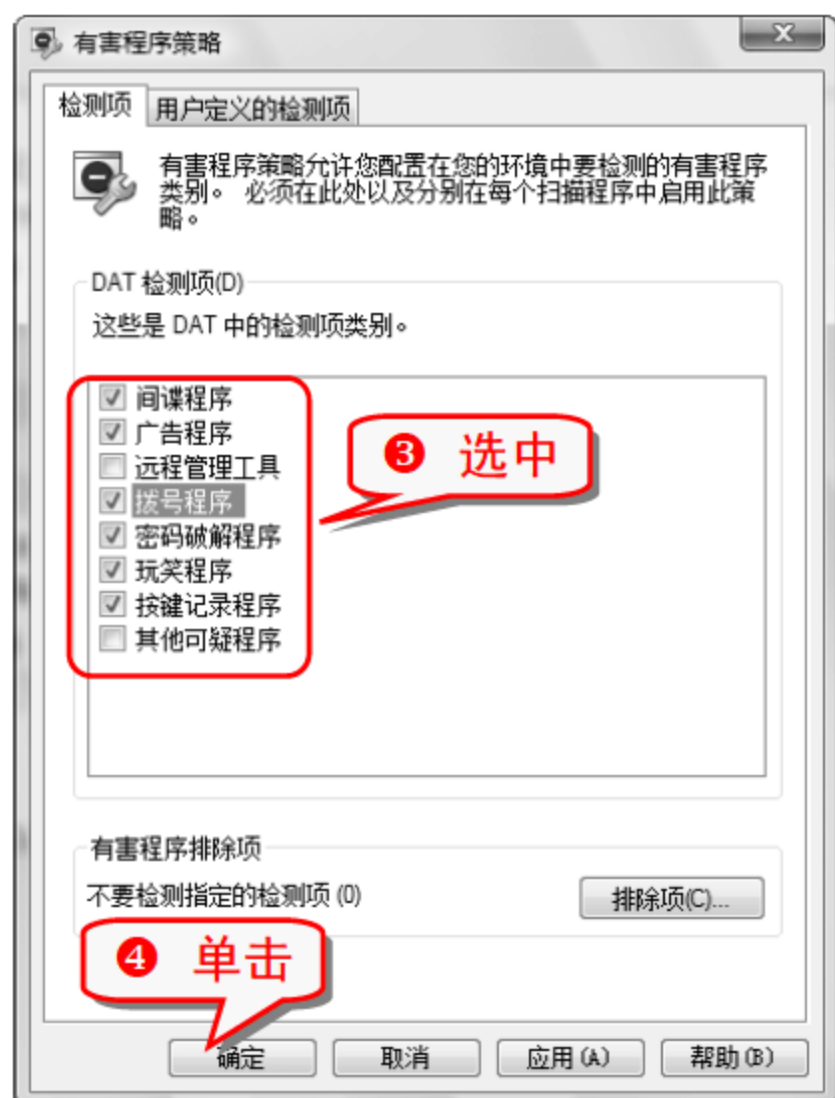 有害程序策略
检测项 用户定义的检测项
有害程序策略允许您配置在您的环境中要检测的有害程序
类别。 必须在此处以及分别在每个扫描程序中启用此策
略。
DAT 检测项(D)
这些是 DAT 中的检测项类别。
间谍程序
广告程序
远程管理工具
拨号程序
密码破解程序
玩笑程序
按键记录程序
其他可疑程序
❸ 选中
有害程序排除项
不要检测指定的检测项 (0)
排除项(C)...
❹ 单击
确定 取消 应用(A) 帮助(B)